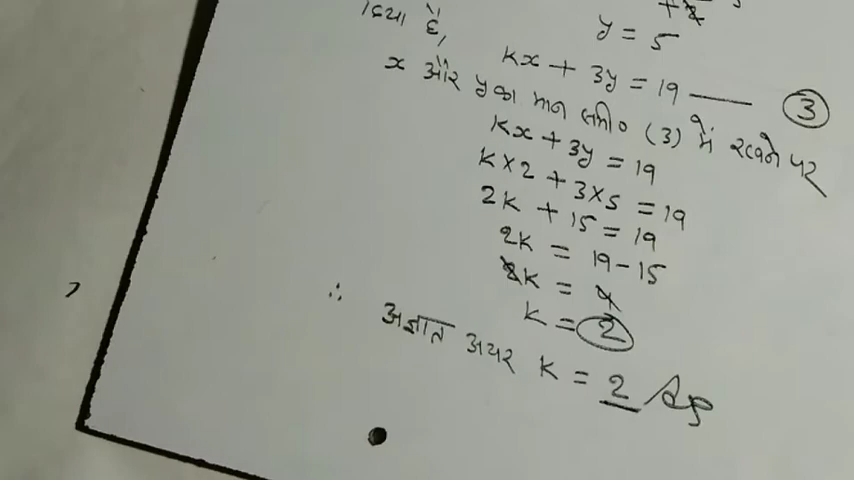 दिया है,
y = 5
kx + 3y = 19 —— (3)
x और y का मान समी० (3) में रखने पर
kx + 3y = 19
k×2 + 3×5 = 19
2k + 15 = 19
2k = 19-15
2k = 4
k = 2
∴ अज्ञात अचर k = 2 Ans